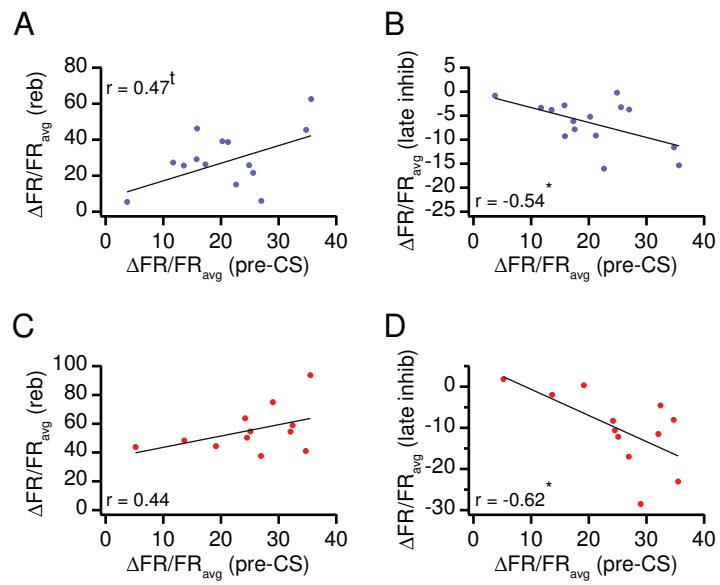 A
ΔFR/FRavg (reb)
80
60
40
20
0
r = 0.47t
0 10 20 30 40
ΔFR/FRavg (pre-CS)
B
ΔFR/FRavg (late inhib)
0
-5
-10
-15
-20
-25
r = -0.54*
0 10 20 30 40
ΔFR/FRavg (pre-CS)
C
ΔFR/FRavg (reb)
100
80
60
40
20
0
r = 0.44
0 10 20 30 40
ΔFR/FRavg (pre-CS)
D
ΔFR/FRavg (late inhib)
0
-10
-20
-30
r = -0.62*
0 10 20 30 40
ΔFR/FRavg (pre-CS)